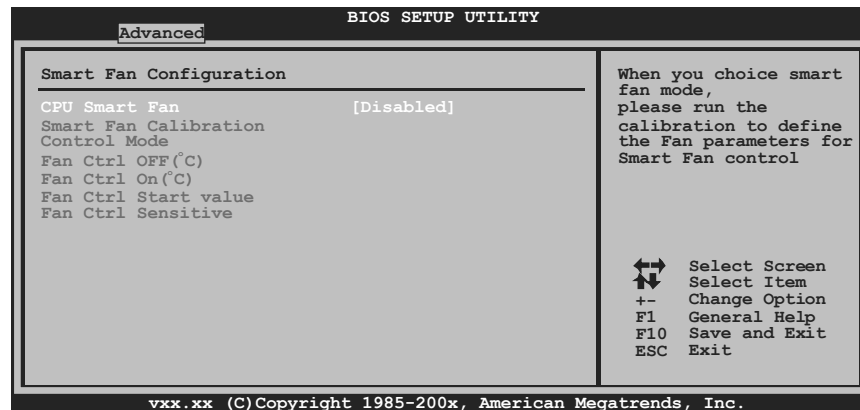 BIOS SETUP UTILITY
Advanced
Smart Fan Configuration
CPU Smart Fan [Disabled]
Smart Fan Calibration
Control Mode
Fan Ctrl OFF(°C)
Fan Ctrl On(°C)
Fan Ctrl Start value
Fan Ctrl Sensitive
When you choice smart
fan mode,
please run the
calibration to define
the Fan parameters for
Smart Fan control
Select Screen
Select Item
+- Change Option
F1 General Help
F10 Save and Exit
ESC Exit
vxx.xx (C)Copyright 1985-200x, American Megatrends, Inc.